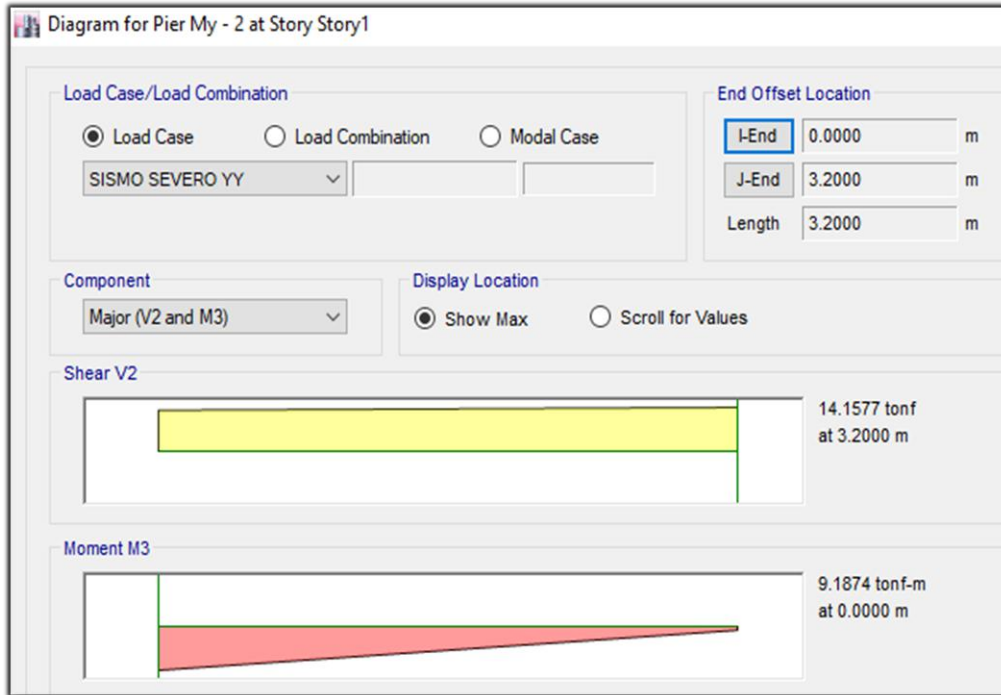 Diagram for Pier My - 2 at Story Story1
Load Case/Load Combination
Load Case
Load Combination
Modal Case
SISMO SEVERO YY
End Offset Location
I-End 0.0000 m
J-End 3.2000 m
Length 3.2000 m
Component
Major (V2 and M3)
Display Location
Show Max
Scroll for Values
Shear V2
14.1577 tonf
at 3.2000 m
Moment M3
9.1874 tonf-m
at 0.0000 m